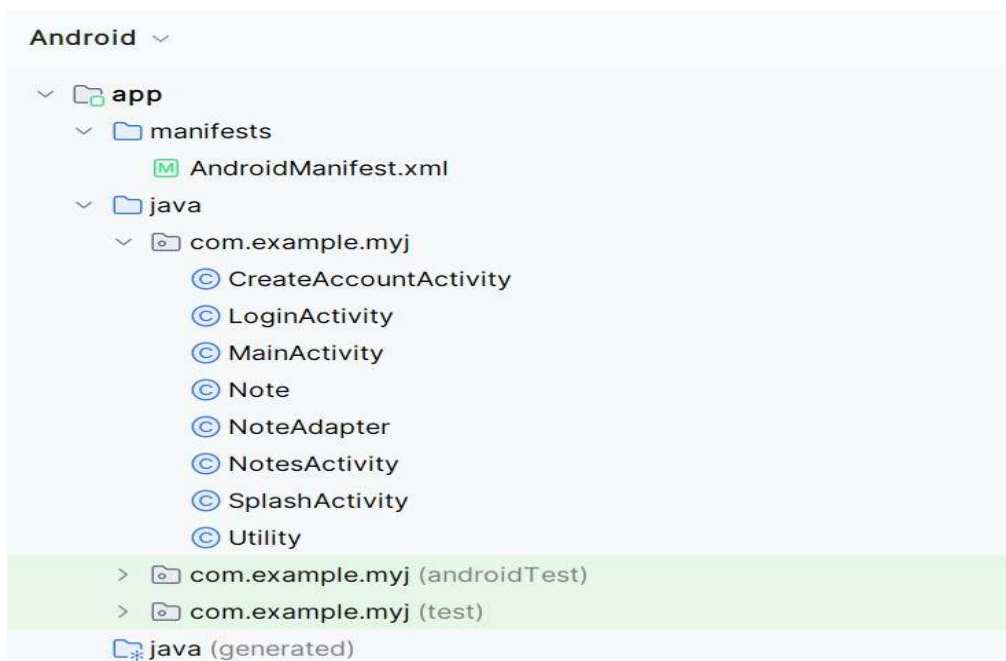 Android
app
manifests
M AndroidManifest.xml
java
com.example.myj
C CreateAccountActivity
C LoginActivity
C MainActivity
C Note
C NoteAdapter
C NotesActivity
C SplashActivity
C Utility
com.example.myj (androidTest)
com.example.myj (test)
java (generated)